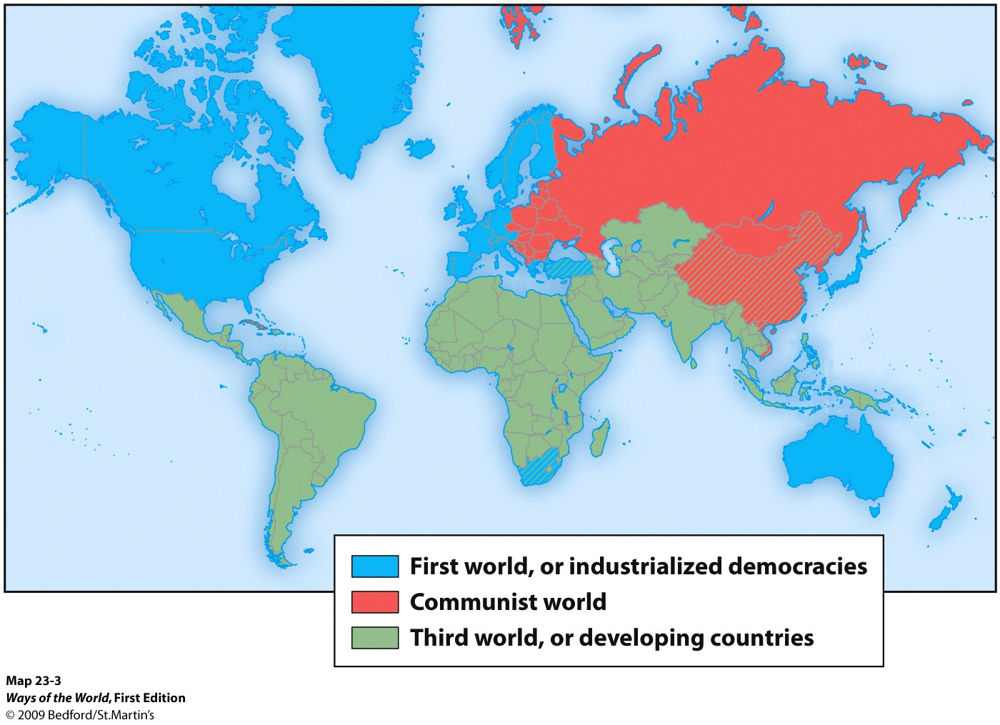 First world, or industrialized democracies
Communist world
Third world, or developing countries
Map 23-3
Ways of the World, First Edition
© 2009 Bedford/St.Martin's